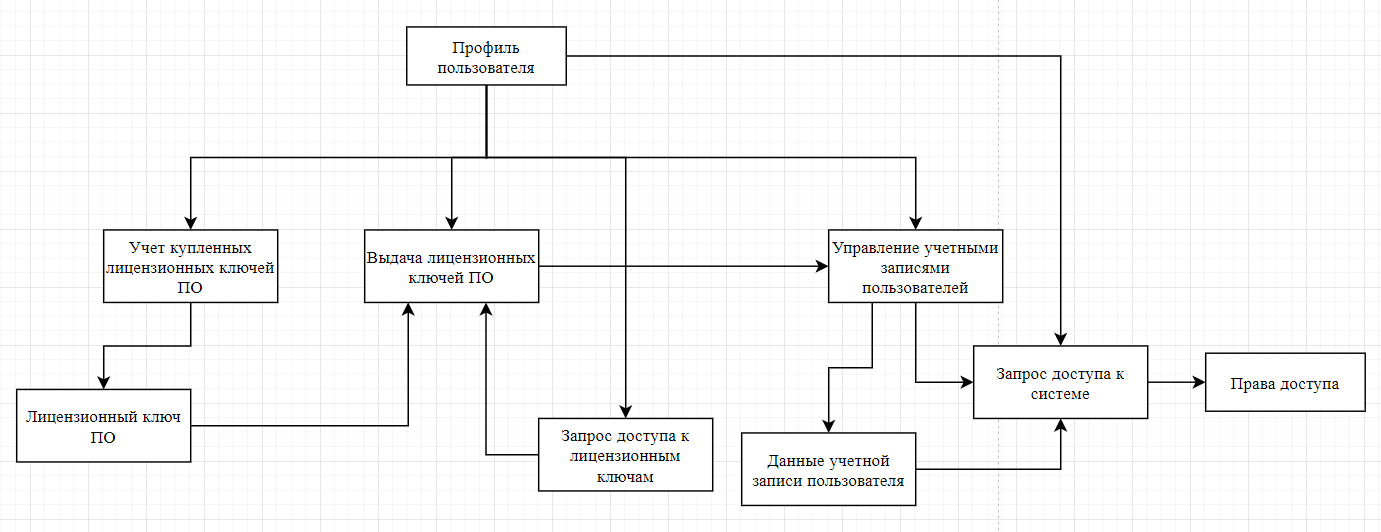 Профиль
пользователя
Учет купленных
лицензионных ключей
ПО
Выдача лицензионных
ключей ПО
Управление учетными
записями
пользователей
Запрос доступа к
системе
Права доступа
Лицензионный ключ
ПО
Запрос доступа к
лицензионным
ключам
Данные учетной
записи пользователя